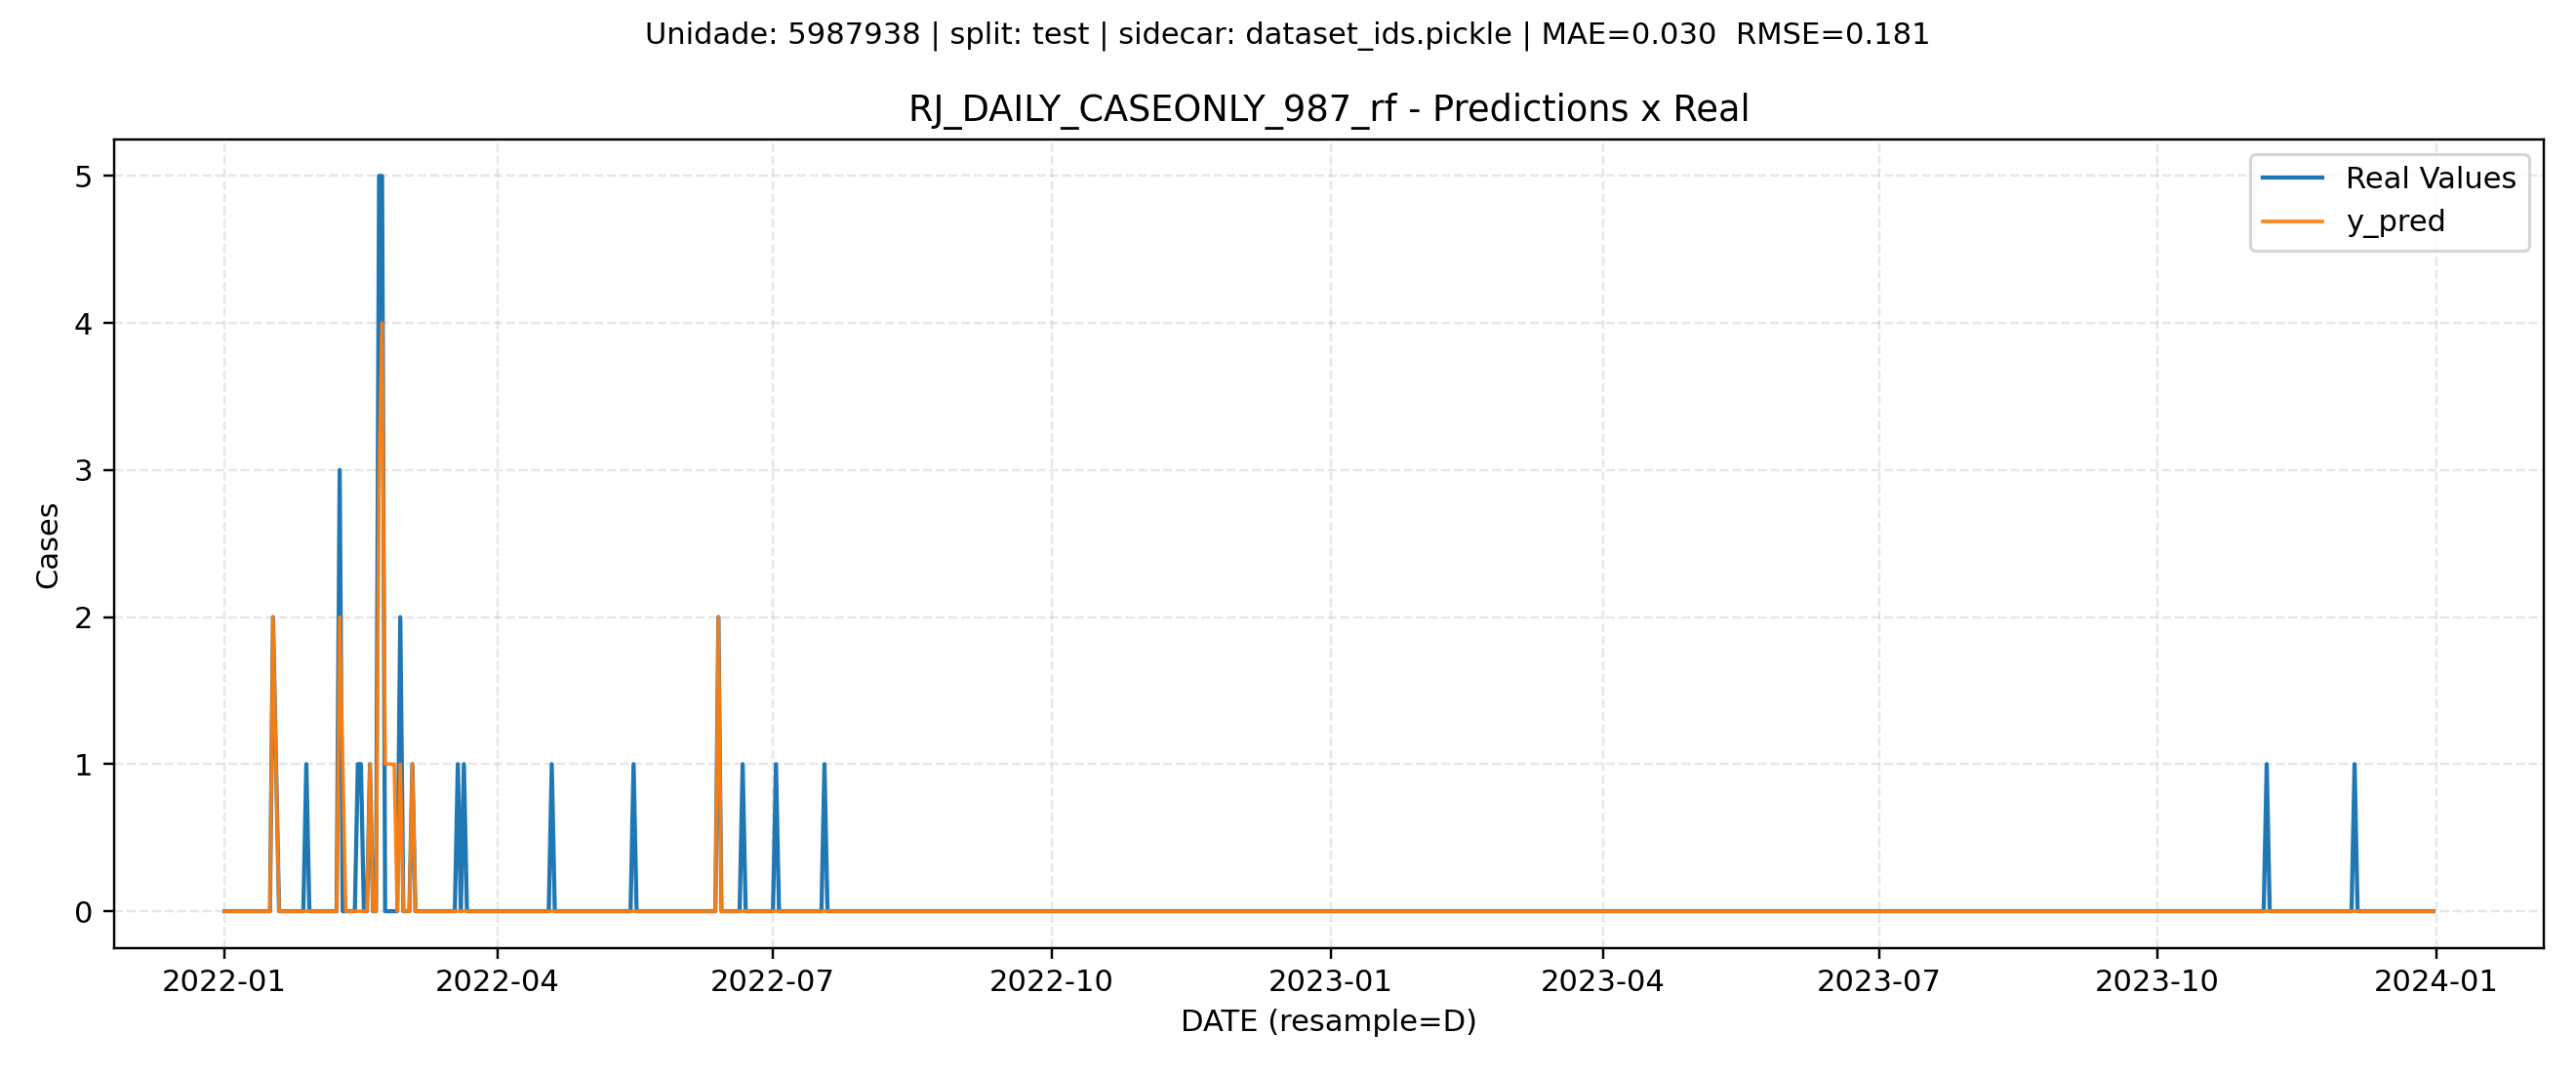 Unidade: 5987938 | split: test | sidecar: dataset_ids.pickle | MAE=0.030  RMSE=0.181
RJ_DAILY_CASEONLY_987_rf - Predictions x Real
Real Values
y_pred
5
4
3
2
1
0
Cases
2022-01 2022-04 2022-07 2022-10 2023-01 2023-04 2023-07 2023-10 2024-01
DATE (resample=D)